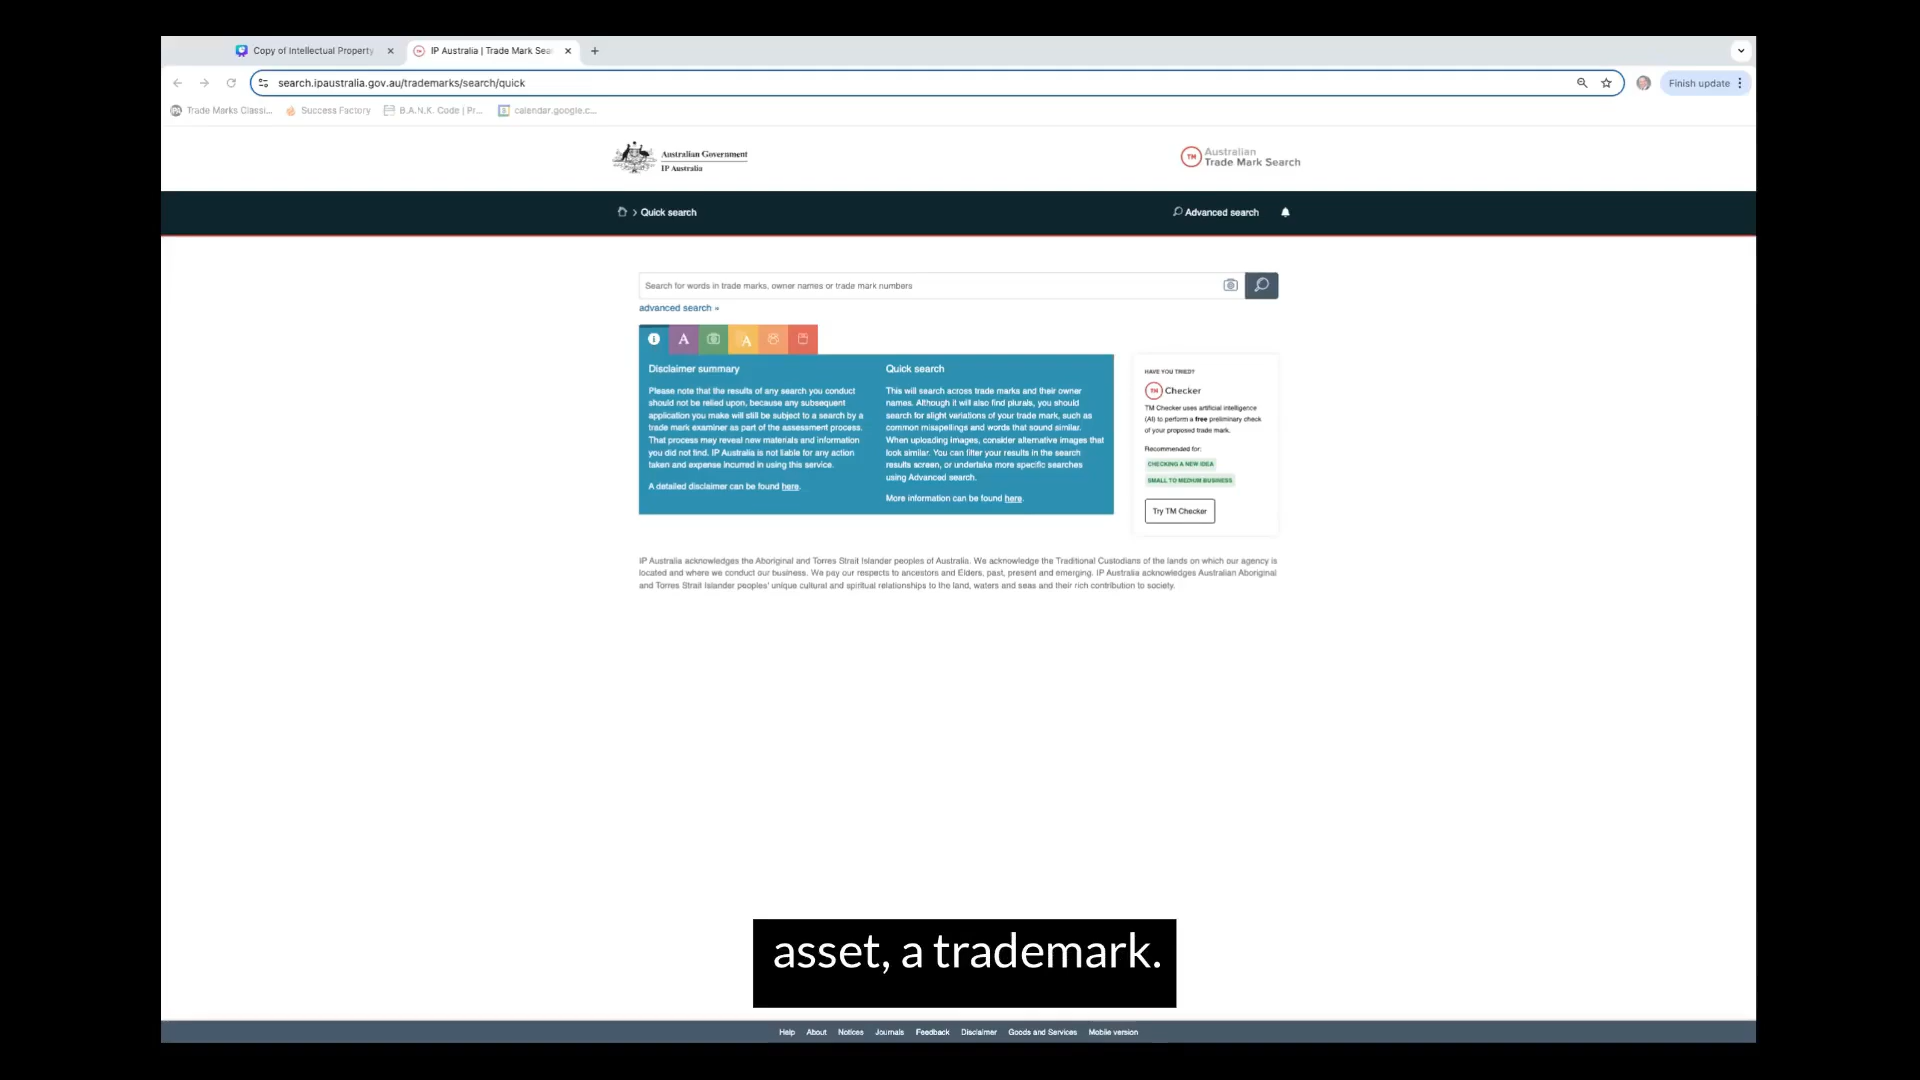 Copy of Intellectual Property
IP Australia | Trade Mark Sea
search.ipaustralia.gov.au/trademarks/search/quick
Finish update
Trade Marks Classi...
Success Factory
B.A.N.K. Code | Pr...
calendar.google.c...
Australian Government
IP Australia
TM
Australian
Trade Mark Search
> Quick search
Advanced search
Search for words in trade marks, owner names or trade mark numbers
advanced search »
A
A
Disclaimer summary
Please note that the results of any search you conduct
should not be relied upon, because any subsequent
application you make will still be subject to a search by a
trade mark examiner as part of the assessment process.
That process may reveal new materials and information
you did not find. IP Australia is not liable for any action
taken and expense incurred in using this service.
A detailed disclaimer can be found here.
Quick search
This will search across trade marks and their owner
names. Although it will also find plurals, you should
search for slight variations of your trade mark, such as
common misspellings and words that sound similar.
When uploading images, consider alternative images that
look similar. You can filter your results in the search
results screen, or undertake more specific searches
using Advanced search.
More information can be found here.
HAVE YOU TRIED?
TM Checker
TM Checker uses artificial intelligence
(AI) to perform a free preliminary check
of your proposed trade mark.
Recommended for:
CHECKING A NEW IDEA
SMALL TO MEDIUM BUSINESS
Try TM Checker
IP Australia acknowledges the Aboriginal and Torres Strait Islander peoples of Australia. We acknowledge the Traditional Custodians of the lands on which our agency is
located and where we conduct our business. We pay our respects to ancestors and Elders, past, present and emerging. IP Australia acknowledges Australian Aboriginal
and Torres Strait Islander peoples' unique cultural and spiritual relationships to the land, waters and seas and their rich contribution to society.
asset, a trademark.
Help About Notices Journals Feedback Disclaimer Goods and Services Mobile version